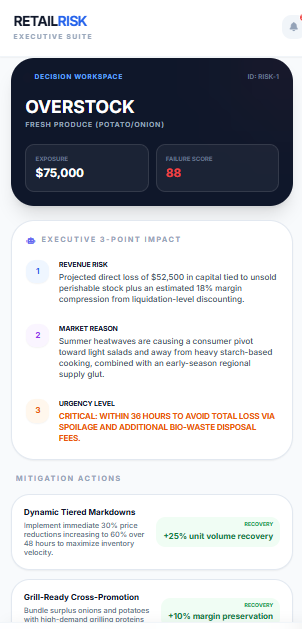 RETAILRISK
EXECUTIVE SUITE
DECISION WORKSPACE
ID: RISK-1
OVERSTOCK
FRESH PRODUCE (POTATO/ONION)
EXPOSURE
$75,000
FAILURE SCORE
88
EXECUTIVE 3-POINT IMPACT
1
REVENUE RISK
Projected direct loss of $52,500 in capital tied to unsold
perishable stock plus an estimated 18% margin
compression from liquidation-level discounting.
2
MARKET REASON
Summer heatwaves are causing a consumer pivot
toward light salads and away from heavy starch-based
cooking, combined with an early-season regional
supply glut.
3
URGENCY LEVEL
CRITICAL: WITHIN 36 HOURS TO AVOID TOTAL LOSS VIA
SPOILAGE AND ADDITIONAL BIO-WASTE DISPOSAL
FEES.
MITIGATION ACTIONS
Dynamic Tiered Markdowns
Implement immediate 30% price
reductions increasing to 60% over
48 hours to maximize inventory
velocity.
RECOVERY
+25% unit volume recovery
Grill-Ready Cross-Promotion
Bundle surplus onions and potatoes
with high-demand grilling proteins
RECOVERY
+10% margin preservation